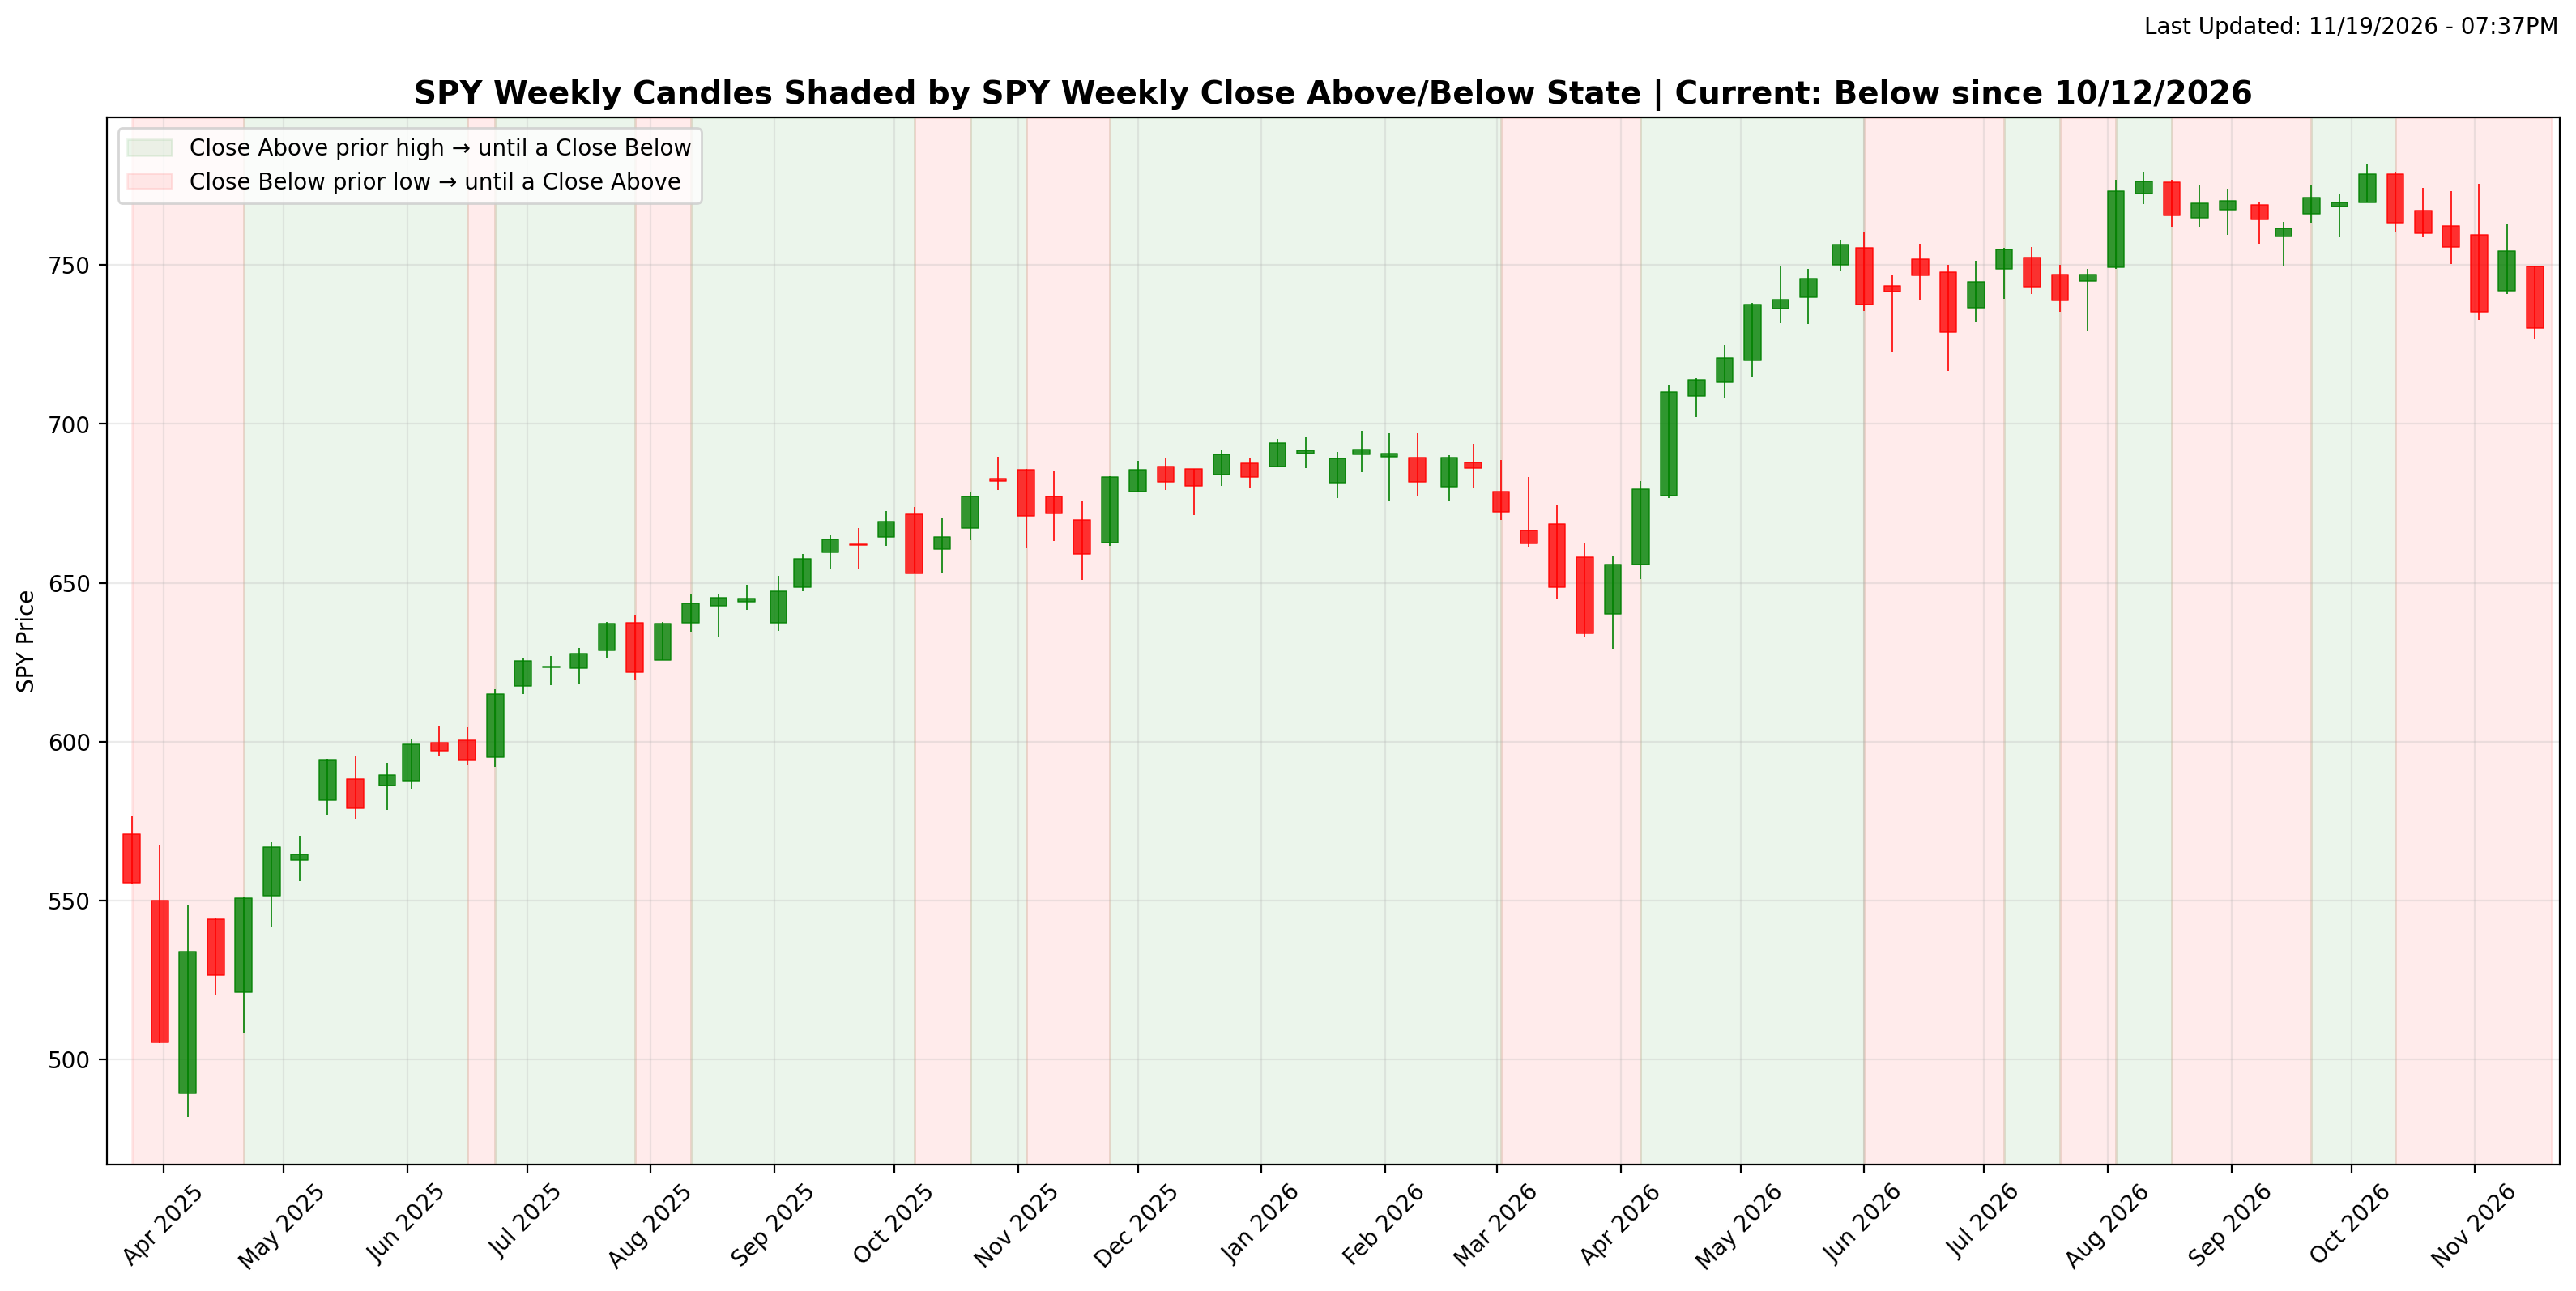 Last Updated: 11/19/2026 - 07:37PM
SPY Weekly Candles Shaded by SPY Weekly Close Above/Below State | Current: Below since 10/12/2026
Close Above prior high → until a Close Below
Close Below prior low → until a Close Above
SPY Price
750
700
650
600
550
500
Apr 2025
May 2025
Jun 2025
Jul 2025
Aug 2025
Sep 2025
Oct 2025
Nov 2025
Dec 2025
Jan 2026
Feb 2026
Mar 2026
Apr 2026
May 2026
Jun 2026
Jul 2026
Aug 2026
Sep 2026
Oct 2026
Nov 2026